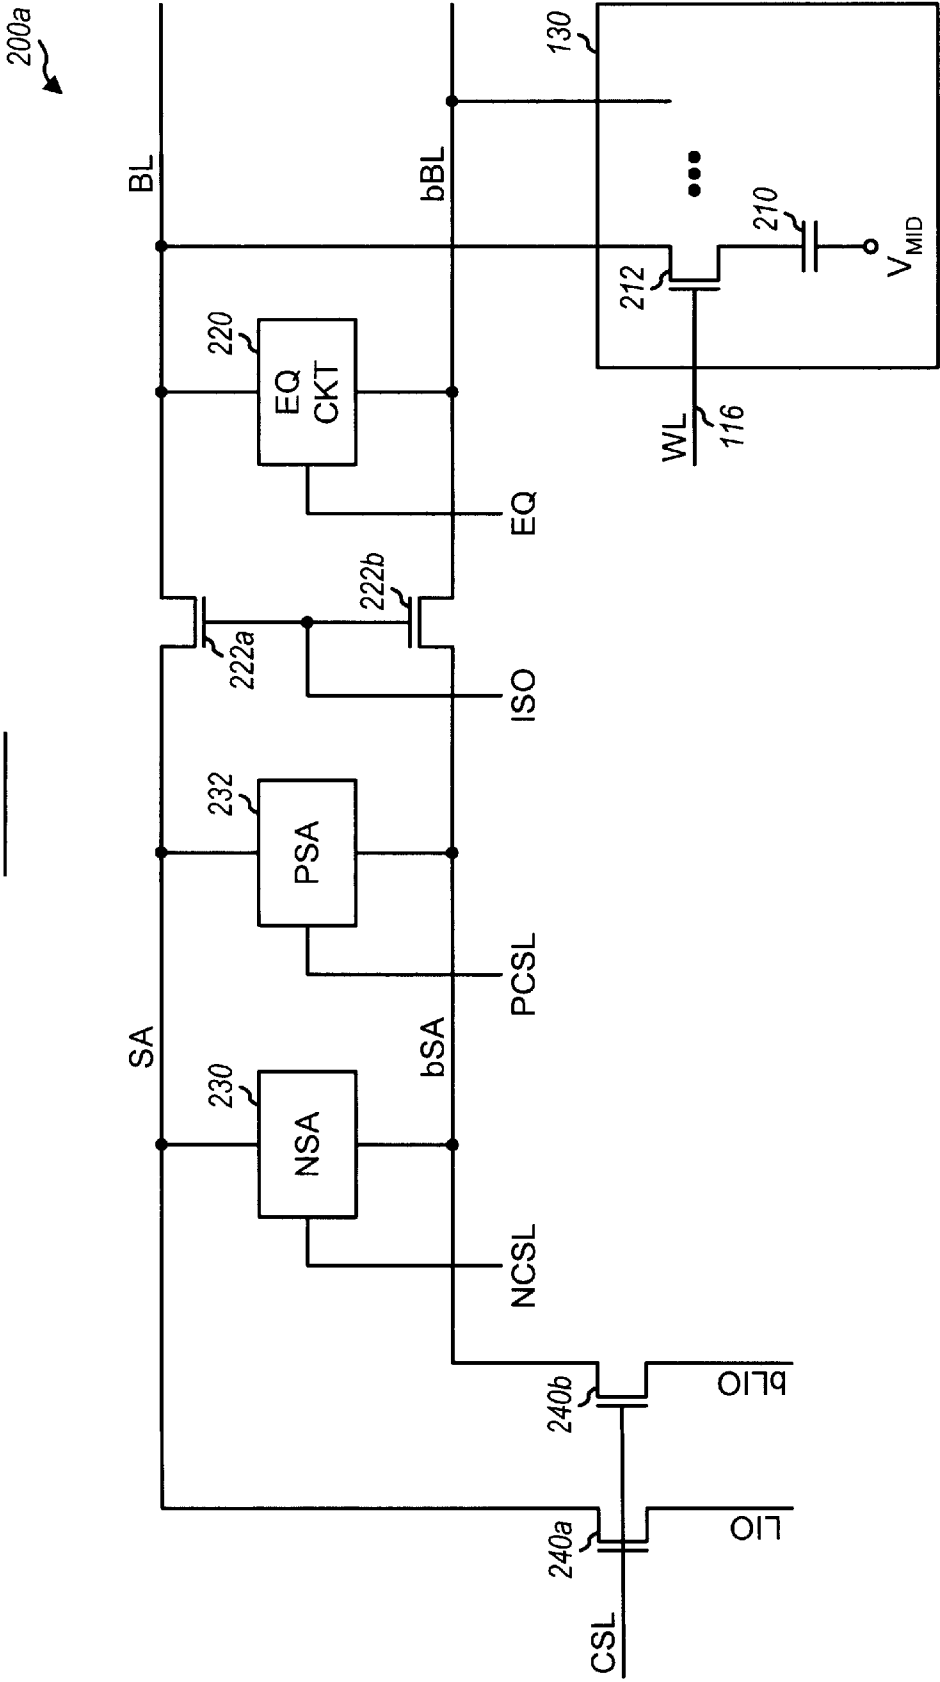 200a
SA
BL
230
NSA
232
PSA
220
EQ
CKT
222a
222b
bSA
bBL
NCSL
PCSL
ISO
EQ
130
240a
240b
CSL
LIO
bLIO
WL
116
212
210
VMID